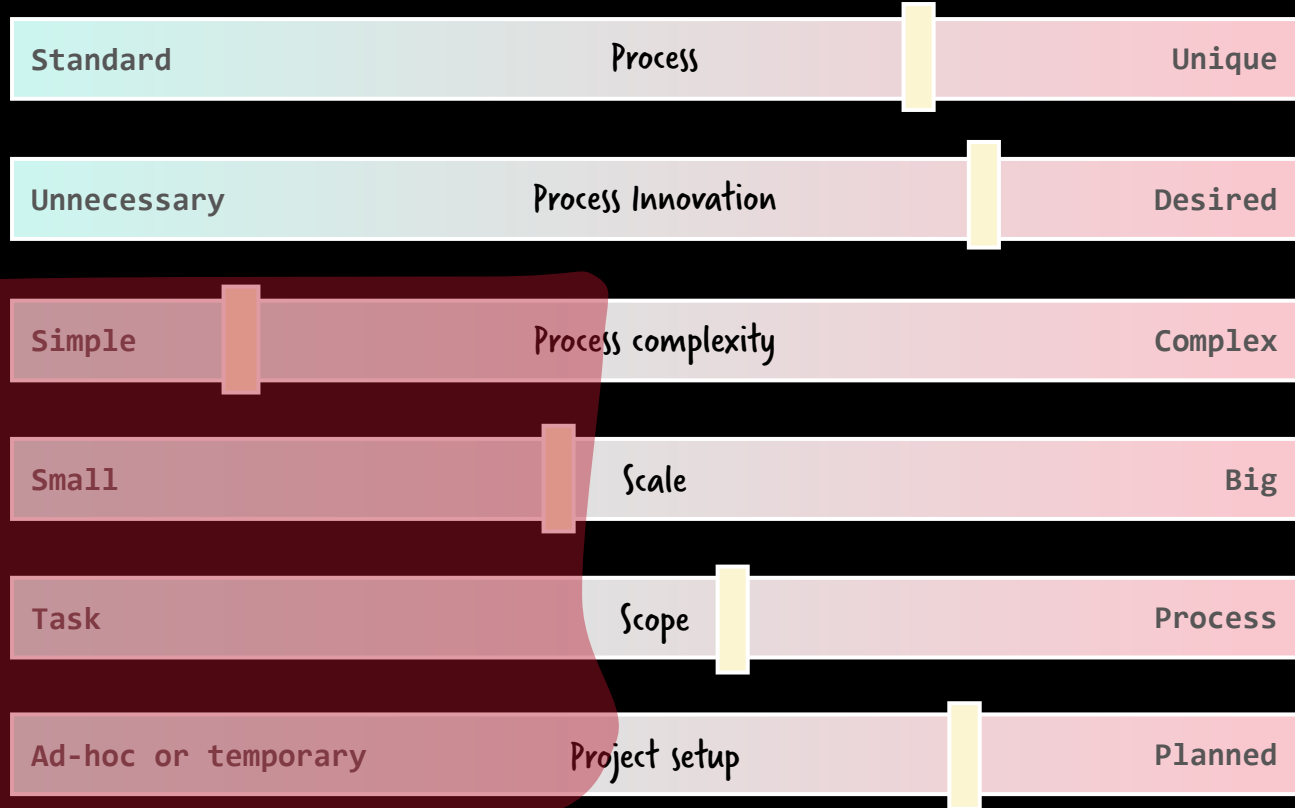 Standard Process Unique
Unnecessary Process Innovation Desired
Simple Process complexity Complex
Small Scale Big
Task Scope Process
Ad-hoc or temporary Project setup Planned